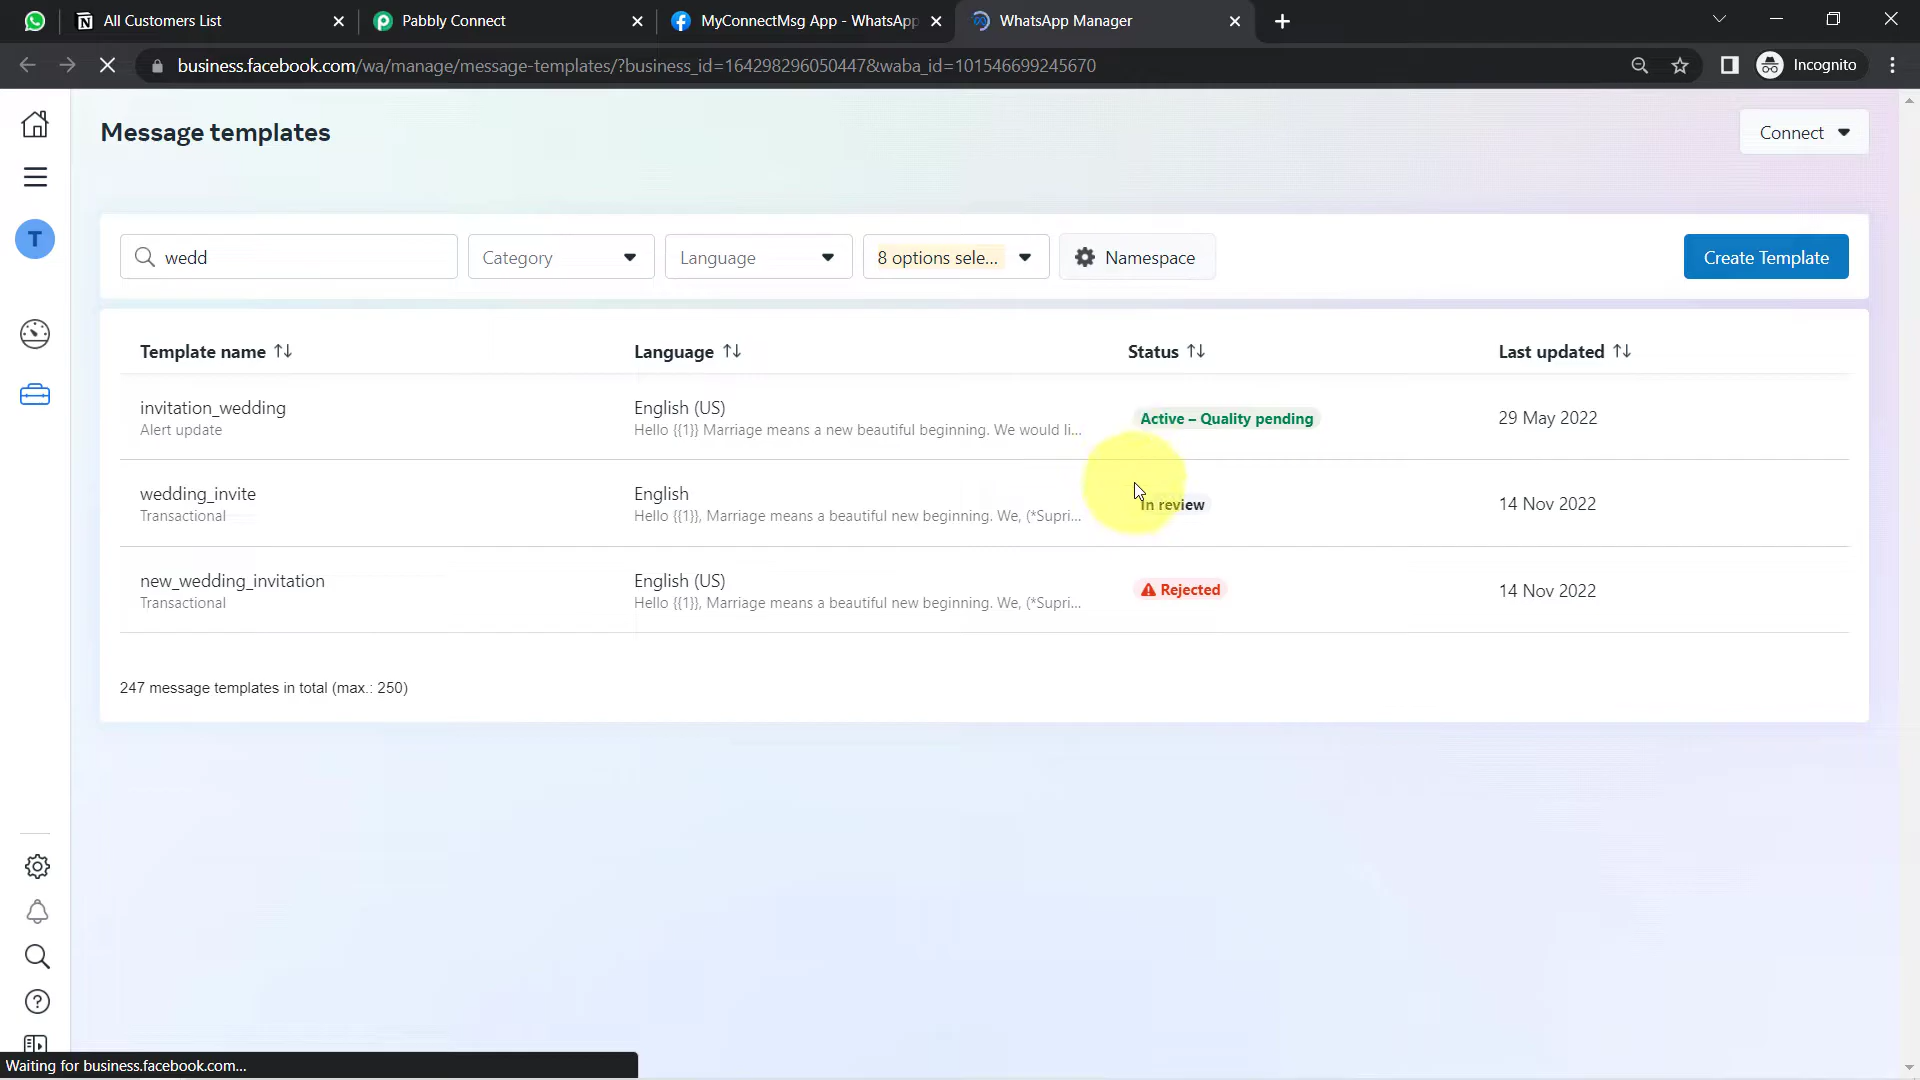 All Customers List
Pabbly Connect
MyConnectMsg App - WhatsApp
WhatsApp Manager
business.facebook.com/wa/manage/message-templates/?business_id=164298296050447&waba_id=101546699245670
Incognito
Message templates
Connect
T
wedd
Category
Language
8 options sele...
Namespace
Create Template
Template name
Language
Status
Last updated
invitation_wedding
English (US)
Active – Quality pending
29 May 2022
Alert update
Hello {{1}} Marriage means a new beautiful beginning. We would li...
wedding_invite
English
In review
14 Nov 2022
Transactional
Hello {{1}}, Marriage means a beautiful new beginning. We, (*Supri...
new_wedding_invitation
English (US)
Rejected
14 Nov 2022
Transactional
Hello {{1}}, Marriage means a beautiful new beginning. We, (*Supri...
247 message templates in total (max.: 250)
Waiting for business.facebook.com...